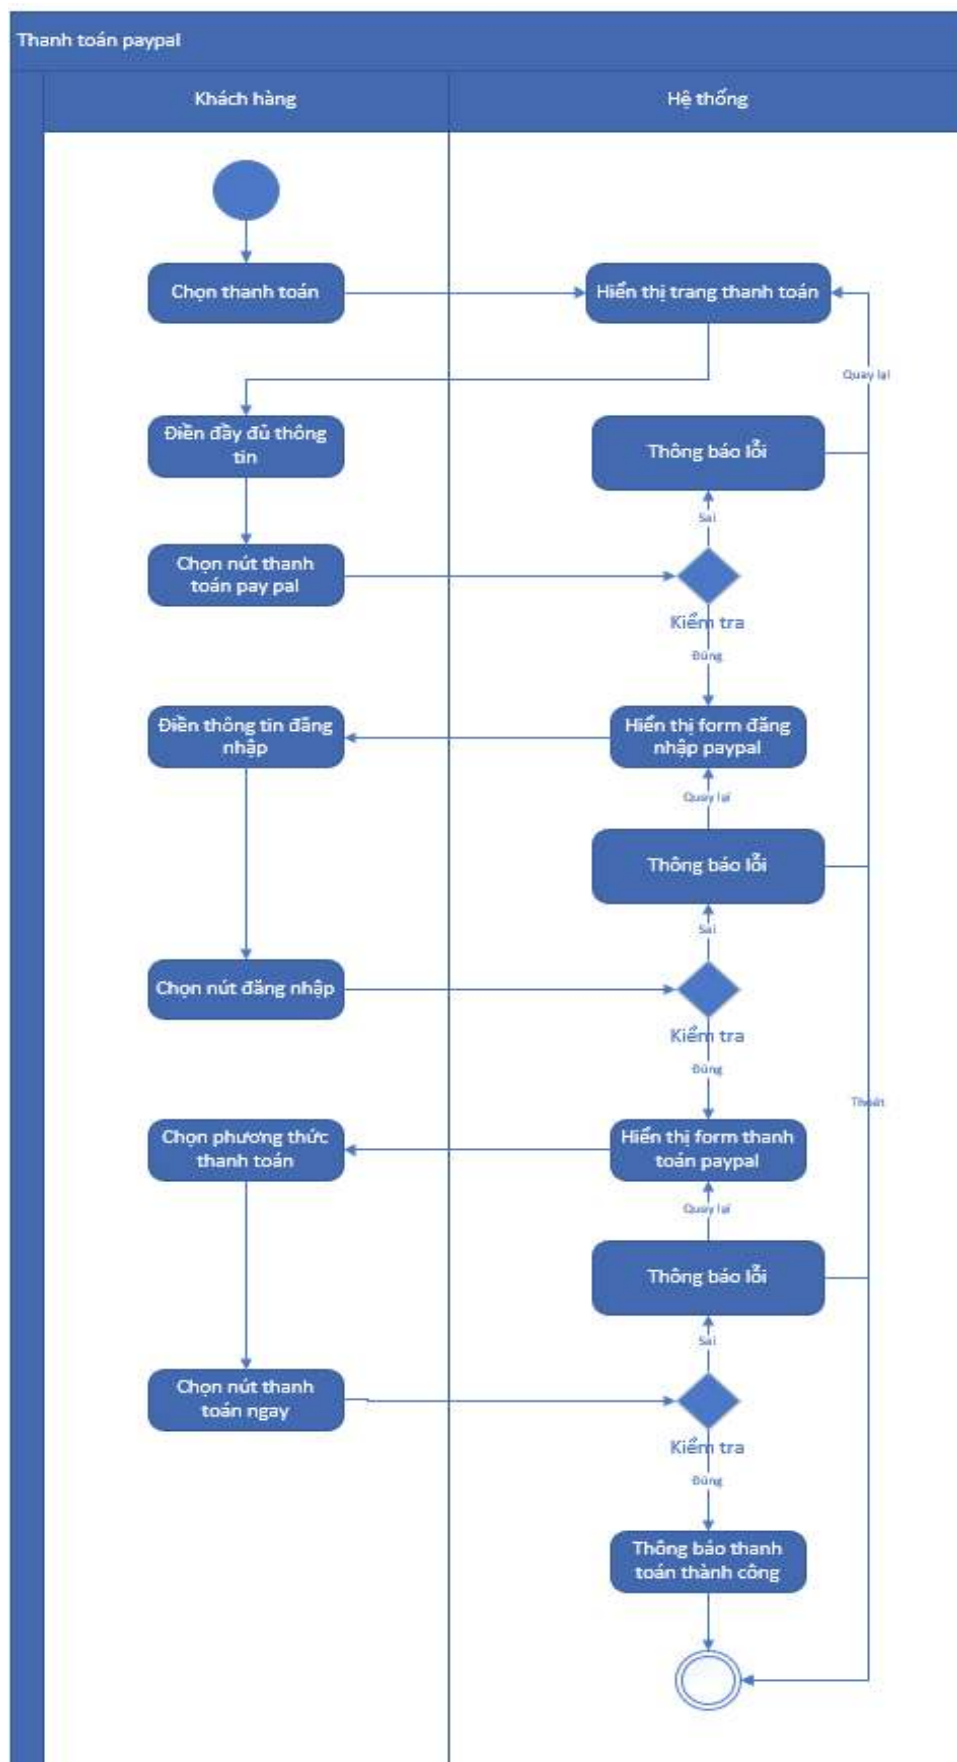 Thanh toán paypal
Khách hàng
Hệ thống
Chọn thanh toán
Hiển thị trang thanh toán
Quay lại
Điền đầy đủ thông
tin
Thông báo lỗi
Sai
Chọn nút thanh
toán pay pal
Kiểm tra
Đúng
Điền thông tin đăng
nhập
Hiển thị form đăng
nhập paypal
Quay lại
Thông báo lỗi
Sai
Chọn nút đăng nhập
Kiểm tra
Đúng
Thoát
Chọn phương thức
thanh toán
Hiển thị form thanh
toán paypal
Quay lại
Thông báo lỗi
Sai
Chọn nút thanh
toán ngay
Kiểm tra
Đúng
Thông báo thanh
toán thành công